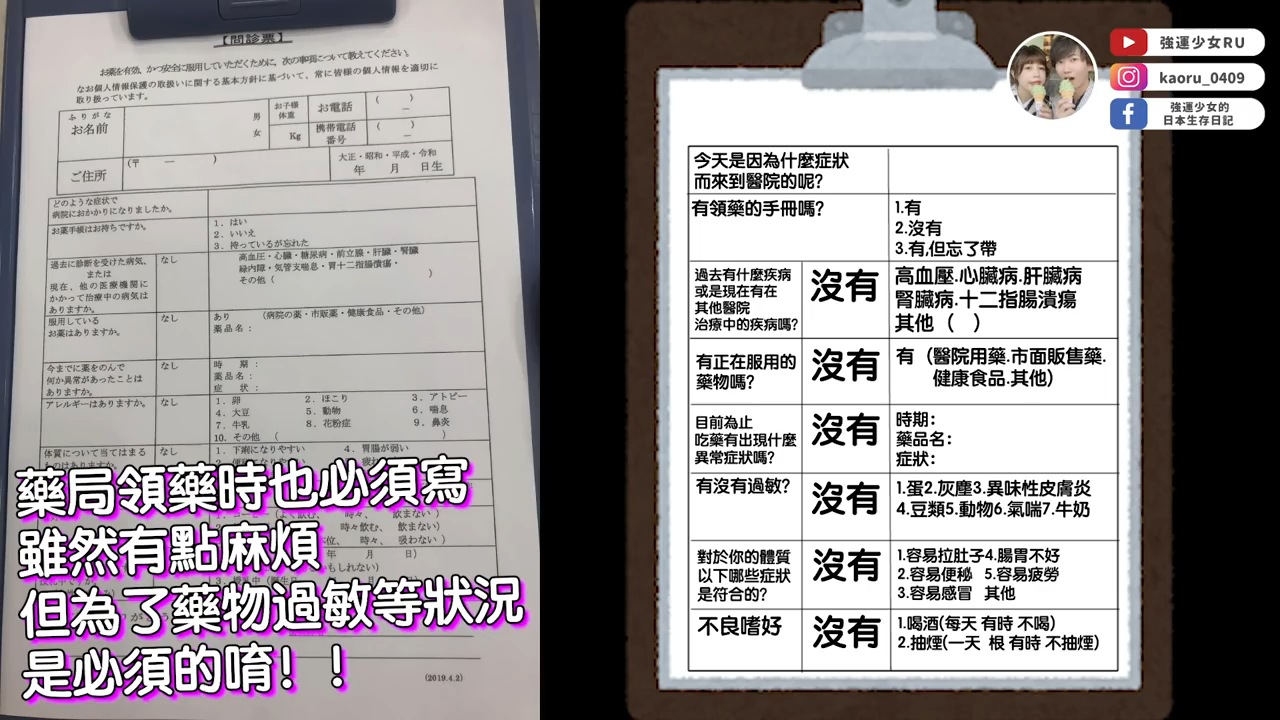 【問診票】
お薬を有効、かつ安全に服用していただくために、次の事項について教えてください。
なお個人情報保護の取扱いに関する基本方針に基づいて、常に皆様の個人情報を適切に
取り扱っています。
ふりがな
お名前
男
女
お子様
体重
Kg
お電話
(　　)
―
携帯電話
番号
(　　)
―
ご住所
(〒　―　　)
大正・昭和・平成・令和
年　月　日生
どのような症状で
病院におかかりになりましたか。
お薬手帳はお持ちですか。
1. はい
2. いいえ
3. 持っているが忘れた
過去に診断を受けた病気、
または
現在、他の医療機関に
かかって治療中の病気は
ありますか。
なし
高血圧・心臓・糖尿病・前立腺・肝臓・腎臓
緑内障・気管支喘息・胃十二指腸潰瘍・
その他（　　）
服用している
お薬はありますか。
なし
あり　（病院の薬・市販薬・健康食品・その他）
薬品名：
今までに薬をのんで
何か異常があったことは
ありますか。
なし
時　期：
薬品名：
症　状：
アレルギーはありますか。
なし
1. 卵　2. ほこり　3. アトピー
4. 大豆　5. 動物　6. 喘息
7. 牛乳　8. 花粉症　9. 鼻炎
10. その他　（　　）
体質について当てはまる
1. 下痢になりやすい　4. 胃腸が弱い
(2019.4.2)
藥局領藥時也必須寫
雖然有點麻煩
但為了藥物過敏等狀況
是必須的唷！！
強運少女RU
kaoru_0409
強運少女的
日本生存日記
今天是因為什麼症狀
而來到醫院的呢?
有領藥的手冊嗎?
1.有
2.沒有
3.有,但忘了帶
過去有什麼疾病
或是現在有在
其他醫院
治療中的疾病嗎?
沒有
高血壓.心臟病.肝臟病
腎臟病.十二指腸潰瘍
其他（　）
有正在服用的
藥物嗎?
沒有
有（醫院用藥.市面販售藥.
健康食品.其他）
目前為止
吃藥有出現什麼
異常症狀嗎?
沒有
時期:
藥品名:
症狀:
有沒有過敏?
沒有
1.蛋2.灰塵3.異味性皮膚炎
4.豆類5.動物6.氣喘7.牛奶
對於你的體質
以下哪些症狀
是符合的?
沒有
1.容易拉肚子4.腸胃不好
2.容易便秘 5.容易疲勞
3.容易感冒 其他
不良嗜好
沒有
1.喝酒(每天 有時 不喝)
2.抽煙(一天 根 有時 不抽煙)